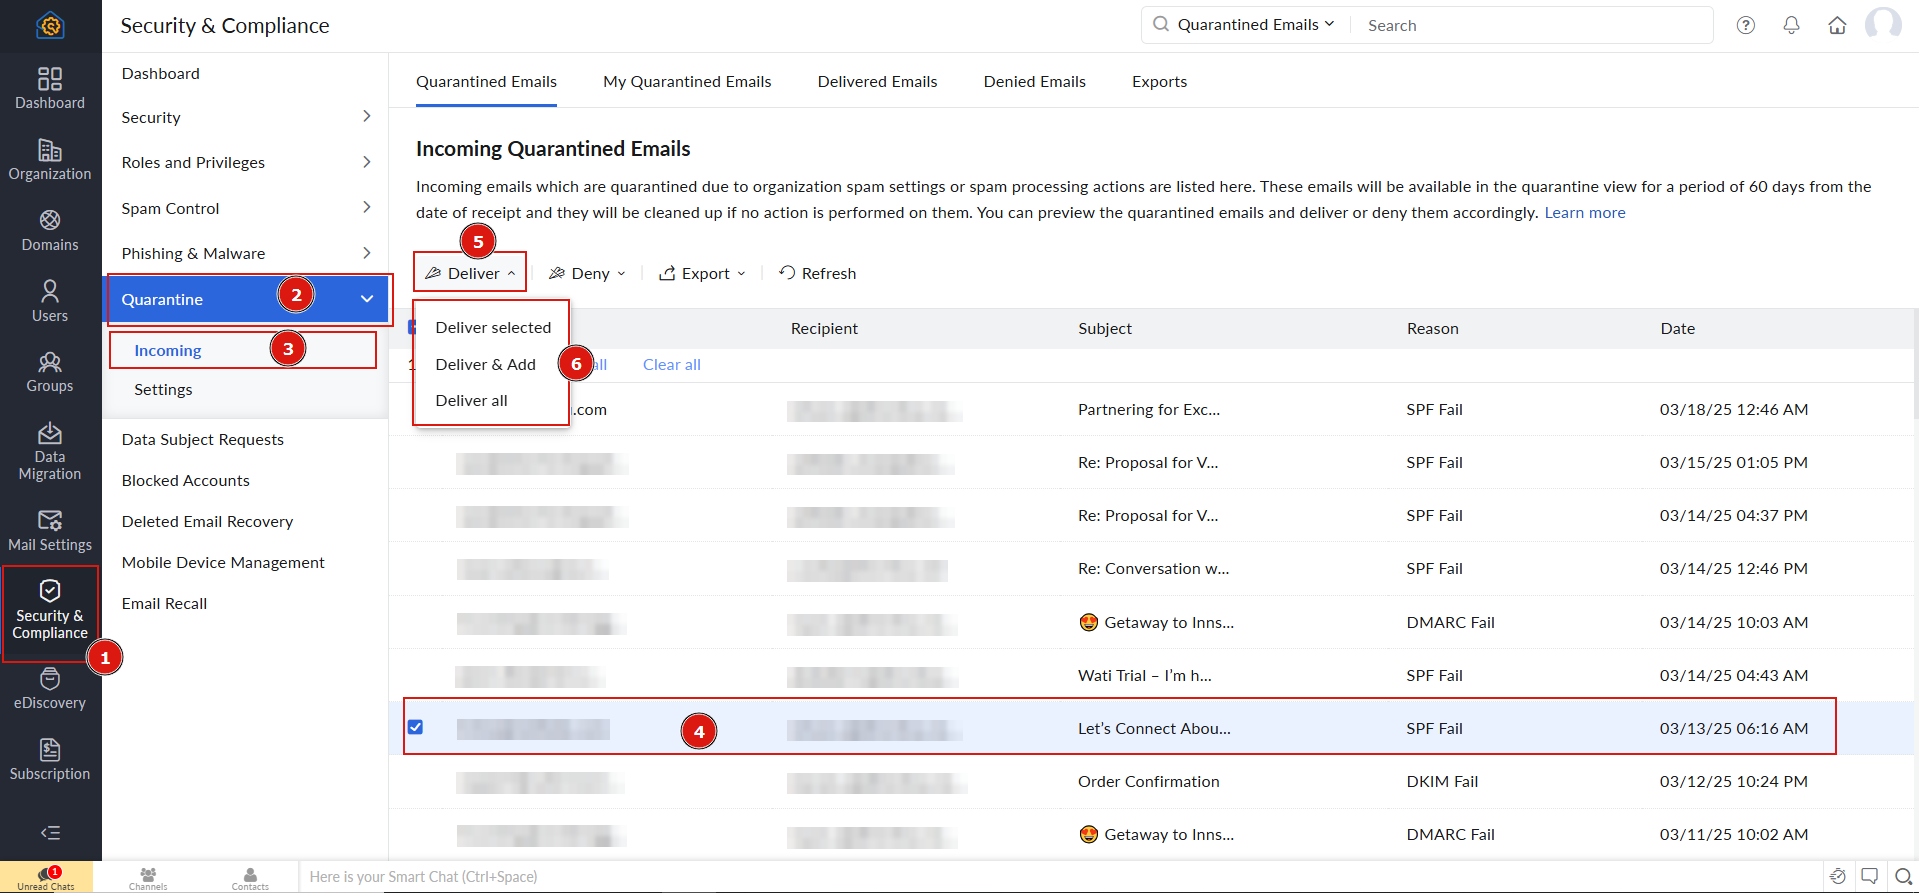 Security & Compliance
Quarantined Emails
Search
Dashboard
Organization
Domains
Users
Groups
Data
Migration
Mail Settings
Security &
Compliance
1
eDiscovery
Subscription
Dashboard
Security
Roles and Privileges
Spam Control
Phishing & Malware
Quarantine
2
Incoming
3
Settings
Data Subject Requests
Blocked Accounts
Deleted Email Recovery
Mobile Device Management
Email Recall
Quarantined Emails My Quarantined Emails Delivered Emails Denied Emails Exports
Incoming Quarantined Emails
Incoming emails which are quarantined due to organization spam settings or spam processing actions are listed here. These emails will be available in the quarantine view for a period of 60 days from the
date of receipt and they will be cleaned up if no action is performed on them. You can preview the quarantined emails and deliver or deny them accordingly. Learn more
5
Deliver Deny Export Refresh
Deliver selected
Deliver & Add
Deliver all
6
Recipient Subject Reason Date
all Clear all
.com Partnering for Exc... SPF Fail 03/18/25 12:46 AM
Re: Proposal for V... SPF Fail 03/15/25 01:05 PM
Re: Proposal for V... SPF Fail 03/14/25 04:37 PM
Re: Conversation w... SPF Fail 03/14/25 12:46 PM
😍 Getaway to Inns... DMARC Fail 03/14/25 10:03 AM
Wati Trial – I’m h... SPF Fail 03/14/25 04:43 AM
4 Let’s Connect Abou... SPF Fail 03/13/25 06:16 AM
Order Confirmation DKIM Fail 03/12/25 10:24 PM
😍 Getaway to Inns... DMARC Fail 03/11/25 10:02 AM
1
Unread Chats
Channels
Contacts
Here is your Smart Chat (Ctrl+Space)